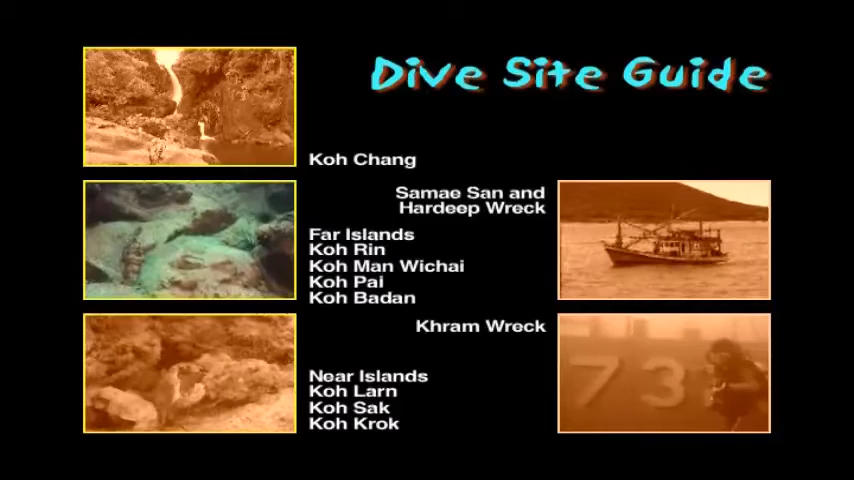 Dive Site Guide
Koh Chang
Samae San and
Hardeep Wreck
Far Islands
Koh Rin
Koh Man Wichai
Koh Pai
Koh Badan
Khram Wreck
73
Near Islands
Koh Larn
Koh Sak
Koh Krok